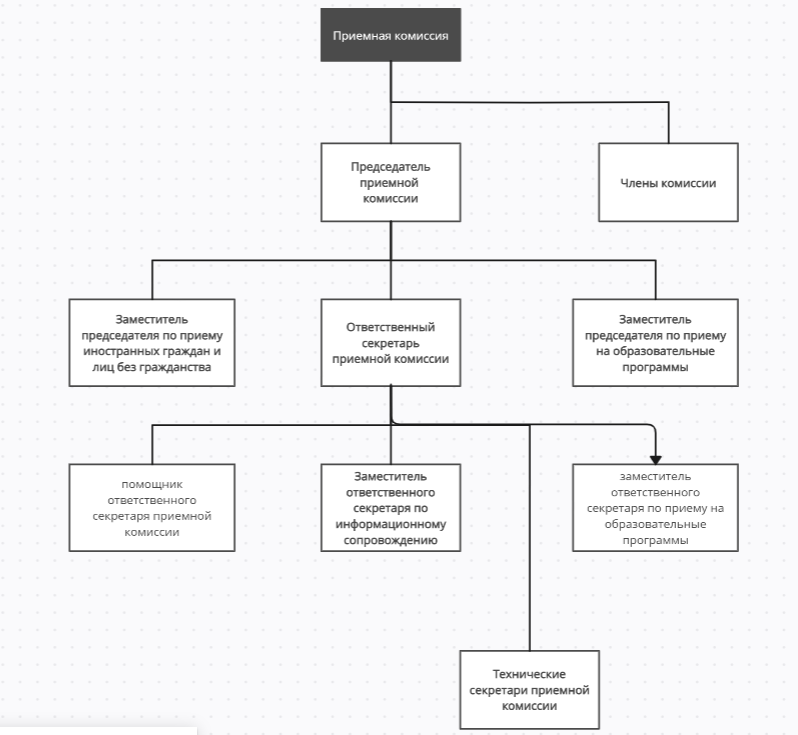 Приемная комиссия
Председатель
приемной
комиссии
Члены комиссии
Заместитель
председателя по приему
иностранных граждан и
лиц без гражданства
Ответственный
секретарь
приемной комиссии
Заместитель
председателя по приему
на образовательные
программы
помощник
ответственного
секретаря приемной
комиссии
Заместитель
ответственного
секретаря по
информационному
сопровождению
заместитель
ответственного
секретаря по приему на
образовательные
программы
Технические
секретари приемной
комиссии